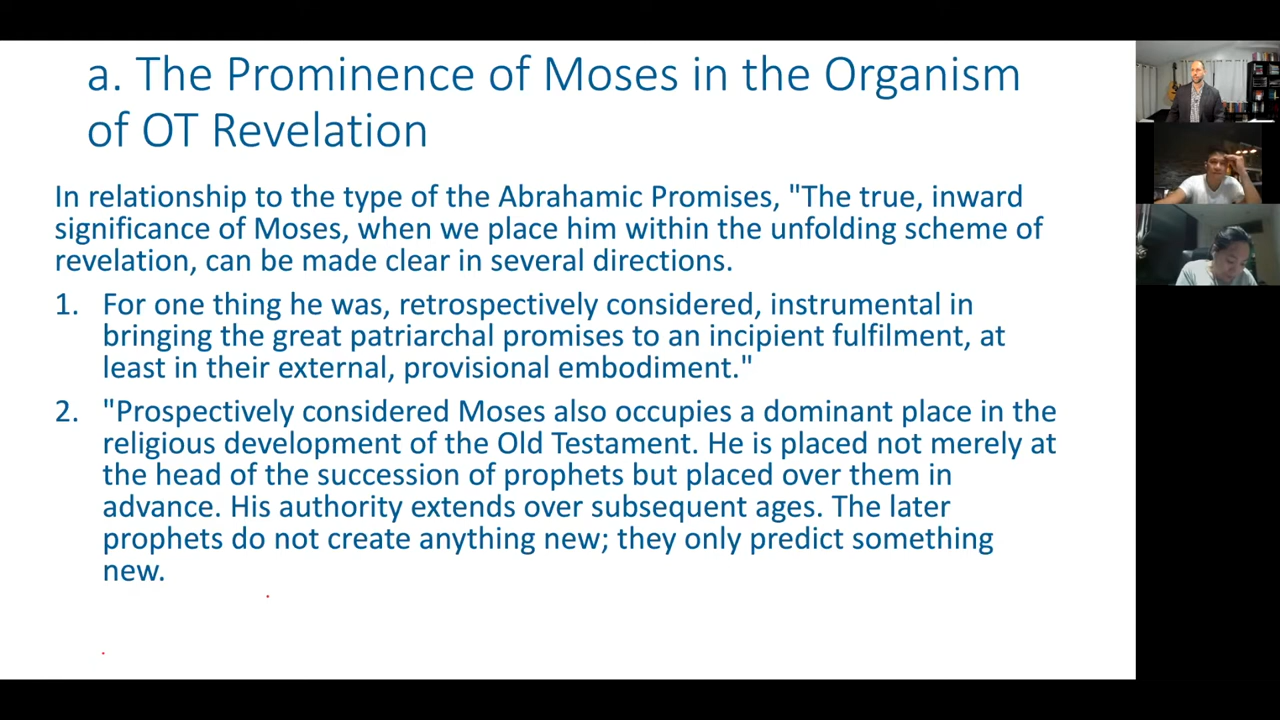 a. The Prominence of Moses in the Organism
of OT Revelation
In relationship to the type of the Abrahamic Promises, "The true, inward
significance of Moses, when we place him within the unfolding scheme of
revelation, can be made clear in several directions.
1. For one thing he was, retrospectively considered, instrumental in
bringing the great patriarchal promises to an incipient fulfilment, at
least in their external, provisional embodiment."
2. "Prospectively considered Moses also occupies a dominant place in the
religious development of the Old Testament. He is placed not merely at
the head of the succession of prophets but placed over them in
advance. His authority extends over subsequent ages. The later
prophets do not create anything new; they only predict something
new.